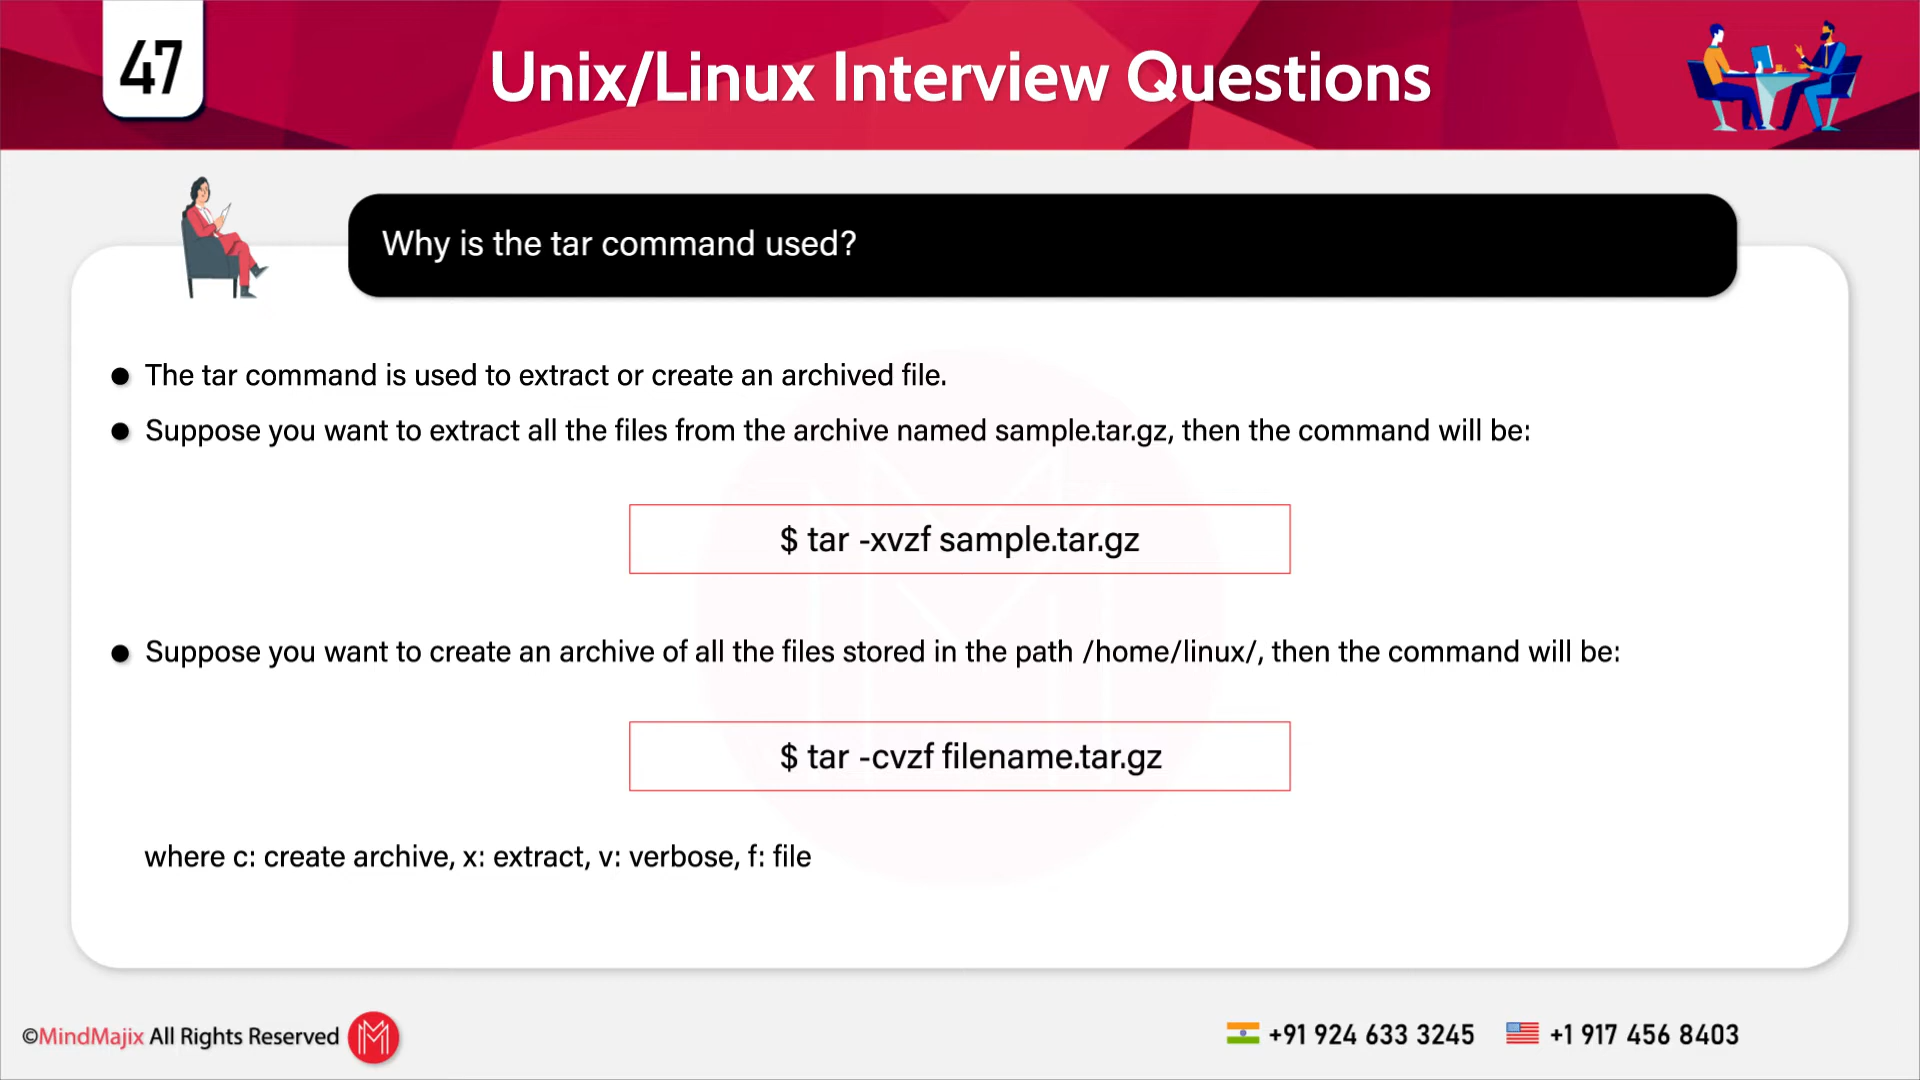 47
Unix/Linux Interview Questions
Why is the tar command used?
● The tar command is used to extract or create an archived file.
● Suppose you want to extract all the files from the archive named sample.tar.gz, then the command will be:
$ tar -xvzf sample.tar.gz
● Suppose you want to create an archive of all the files stored in the path /home/linux/, then the command will be:
$ tar -cvzf filename.tar.gz
where c: create archive, x: extract, v: verbose, f: file
©MindMajix All Rights Reserved
+91 924 633 3245 +1 917 456 8403